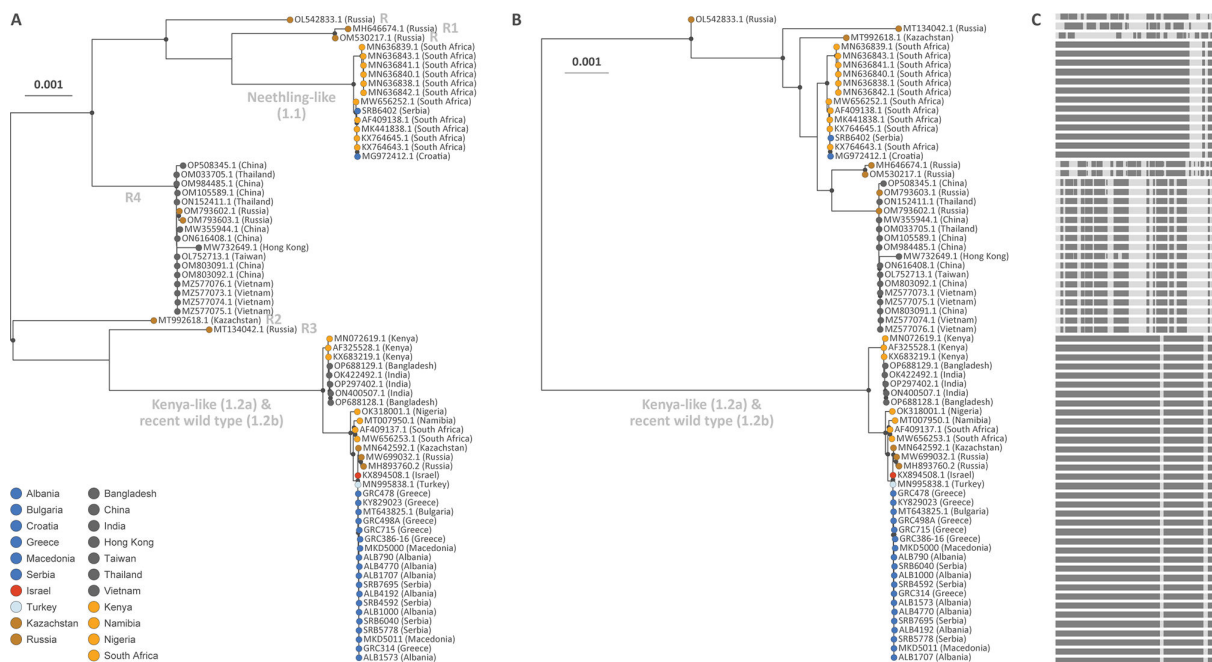 A
OL542833.1 (Russia) R
MH646674.1 (Russia) R1
OM530217.1 (Russia) R
MN636839.1 (South Africa)
MN636843.1 (South Africa)
MN636841.1 (South Africa)
MN636840.1 (South Africa)
MN636838.1 (South Africa)
MN636842.1 (South Africa)
MW656252.1 (South Africa)
SRB6402 (Serbia)
AF409138.1 (South Africa)
MK441838.1 (South Africa)
KX764645.1 (South Africa)
KX764643.1 (South Africa)
MG972412.1 (Croatia)
0.001
Neethling-like
(1.1)
OP508345.1 (China)
OM033705.1 (Thailand)
OM984485.1 (China)
OM105589.1 (China)
ON152411.1 (Thailand)
OM793602.1 (Russia)
OM793603.1 (Russia)
MW355944.1 (China)
ON616408.1 (China)
MW732649.1 (Hong Kong)
OL752713.1 (Taiwan)
OM803091.1 (China)
OM803092.1 (China)
MZ577076.1 (Vietnam)
MZ577073.1 (Vietnam)
MZ577074.1 (Vietnam)
MZ577075.1 (Vietnam)
R4
MT992618.1 (Kazachstan) R2
MT134042.1 (Russia) R3
MN072619.1 (Kenya)
AF325528.1 (Kenya)
KX683219.1 (Kenya)
OP688129.1 (Bangladesh)
OK422492.1 (India)
OP297402.1 (India)
ON400507.1 (India)
OP688128.1 (Bangladesh)
Kenya-like (1.2a) &
recent wild type (1.2b)
OK318001.1 (Nigeria)
MT007950.1 (Namibia)
AF409137.1 (South Africa)
MW656253.1 (South Africa)
MN642592.1 (Kazachstan)
MW699032.1 (Russia)
MH893760.2 (Russia)
KX894508.1 (Israel)
MN995838.1 (Turkey)
GRC478 (Greece)
KY829023 (Greece)
MT643825.1 (Bulgaria)
GRC498A (Greece)
GRC715 (Greece)
GRC386-16 (Greece)
MKD5000 (Macedonia)
ALB790 (Albania)
ALB4770 (Albania)
ALB1707 (Albania)
SRB7695 (Serbia)
ALB4192 (Albania)
SRB4592 (Serbia)
ALB1000 (Albania)
SRB6040 (Serbia)
SRB5778 (Serbia)
MKD5011 (Macedonia)
GRC314 (Greece)
ALB1573 (Albania)
Albania
Bulgaria
Croatia
Greece
Macedonia
Serbia
Israel
Turkey
Kazachstan
Russia
Bangladesh
China
India
Hong Kong
Taiwan
Thailand
Vietnam
Kenya
Namibia
Nigeria
South Africa
B
OL542833.1 (Russia)
MT134042.1 (Russia)
MT992618.1 (Kazachstan)
MN636839.1 (South Africa)
MN636843.1 (South Africa)
MN636841.1 (South Africa)
MN636840.1 (South Africa)
MN636838.1 (South Africa)
MN636842.1 (South Africa)
MW656252.1 (South Africa)
AF409138.1 (South Africa)
MK441838.1 (South Africa)
KX764645.1 (South Africa)
SRB6402 (Serbia)
KX764643.1 (South Africa)
MG972412.1 (Croatia)
0.001
MH646674.1 (Russia)
OM530217.1 (Russia)
OP508345.1 (China)
OM793603.1 (Russia)
ON152411.1 (Thailand)
OM793602.1 (Russia)
MW355944.1 (China)
OM033705.1 (Thailand)
OM105589.1 (China)
OM984485.1 (China)
MW732649.1 (Hong Kong)
ON616408.1 (China)
OL752713.1 (Taiwan)
OM803092.1 (China)
MZ577073.1 (Vietnam)
MZ577075.1 (Vietnam)
OM803091.1 (China)
MZ577074.1 (Vietnam)
MZ577076.1 (Vietnam)
MN072619.1 (Kenya)
AF325528.1 (Kenya)
KX683219.1 (Kenya)
OP688129.1 (Bangladesh)
OK422492.1 (India)
OP297402.1 (India)
ON400507.1 (India)
OP688128.1 (Bangladesh)
Kenya-like (1.2a) &
recent wild type (1.2b)
OK318001.1 (Nigeria)
MT007950.1 (Namibia)
AF409137.1 (South Africa)
MW656253.1 (South Africa)
MN642592.1 (Kazachstan)
MW699032.1 (Russia)
MH893760.2 (Russia)
KX894508.1 (Israel)
MN995838.1 (Turkey)
GRC478 (Greece)
KY829023 (Greece)
MT643825.1 (Bulgaria)
GRC498A (Greece)
GRC715 (Greece)
GRC386-16 (Greece)
MKD5000 (Macedonia)
ALB790 (Albania)
SRB6040 (Serbia)
ALB1000 (Albania)
SRB4592 (Serbia)
GRC314 (Greece)
ALB1573 (Albania)
ALB4770 (Albania)
SRB7695 (Serbia)
ALB4192 (Albania)
SRB5778 (Serbia)
MKD5011 (Macedonia)
ALB1707 (Albania)
C